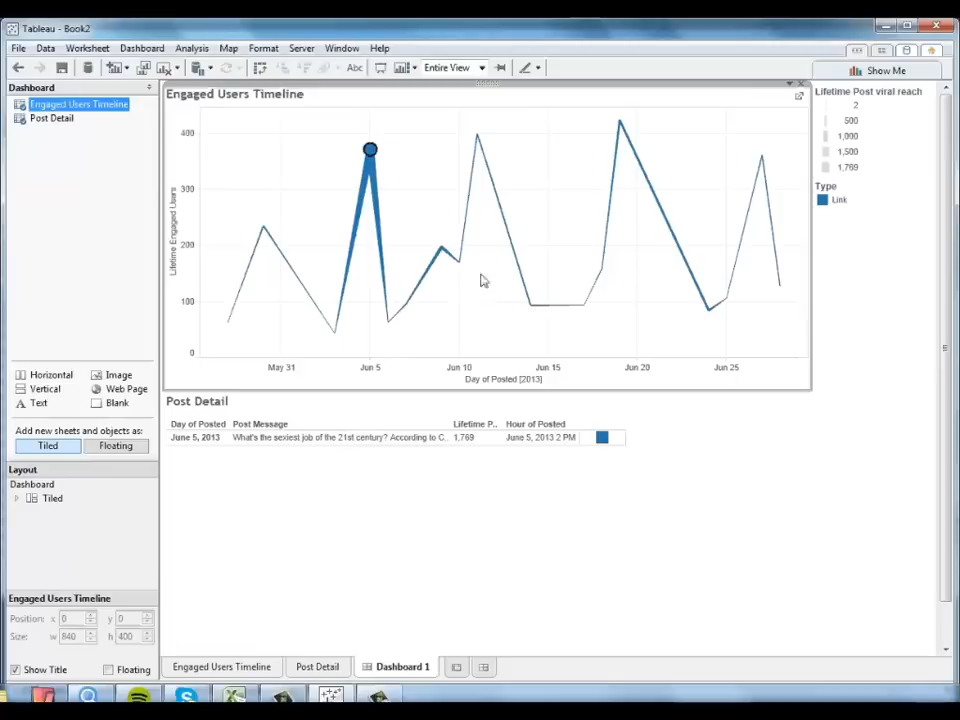 Tableau - Book2
File Data Worksheet Dashboard Analysis Map Format Server Window Help
Abc Entire View
Show Me
Dashboard
Engaged Users Timeline
Post Detail
Horizontal Image
Vertical Web Page
Text Blank
Add new sheets and objects as:
Tiled Floating
Layout
Dashboard
Tiled
Engaged Users Timeline
Position: x 0 y 0
Size: w 840 h 400
Show Title Floating
Engaged Users Timeline
Lifetime Engaged Users
400
300
200
100
0
May 31 Jun 5 Jun 10 Jun 15 Jun 20 Jun 25
Day of Posted [2013]
Post Detail
Day of Posted Post Message Lifetime P.. Hour of Posted
June 5, 2013 What's the sexiest job of the 21st century? According to C.. 1,769 June 5, 2013 2 PM
Lifetime Post viral reach
2
500
1,000
1,500
1,769
Type
Link
Engaged Users Timeline Post Detail Dashboard 1